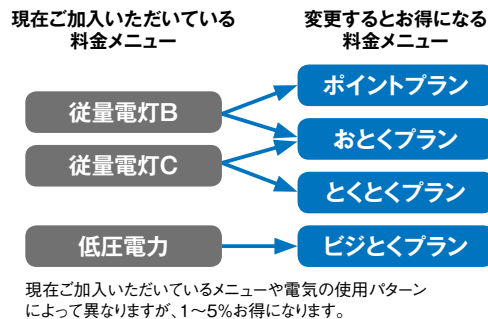 現在ご加入いただいている
料金メニュー
変更するとお得になる
料金メニュー
従量電灯B
従量電灯C
低圧電力
ポイントプラン
おとくプラン
とくとくプラン
ビジとくプラン
現在ご加入いただいているメニューや電気の使用パターン
によって異なりますが、1〜5%お得になります。